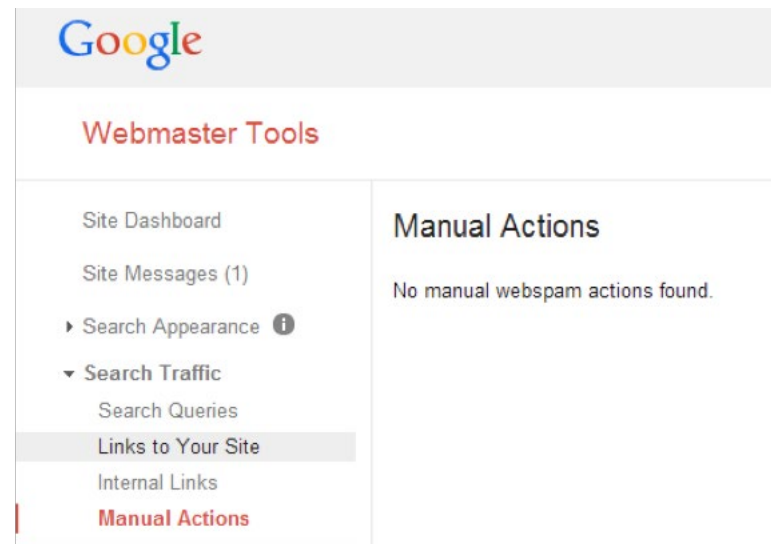 Google
Webmaster Tools
Site Dashboard
Site Messages (1)
Search Appearance i
Search Traffic
Search Queries
Links to Your Site
Internal Links
Manual Actions
Manual Actions
No manual webspam actions found.